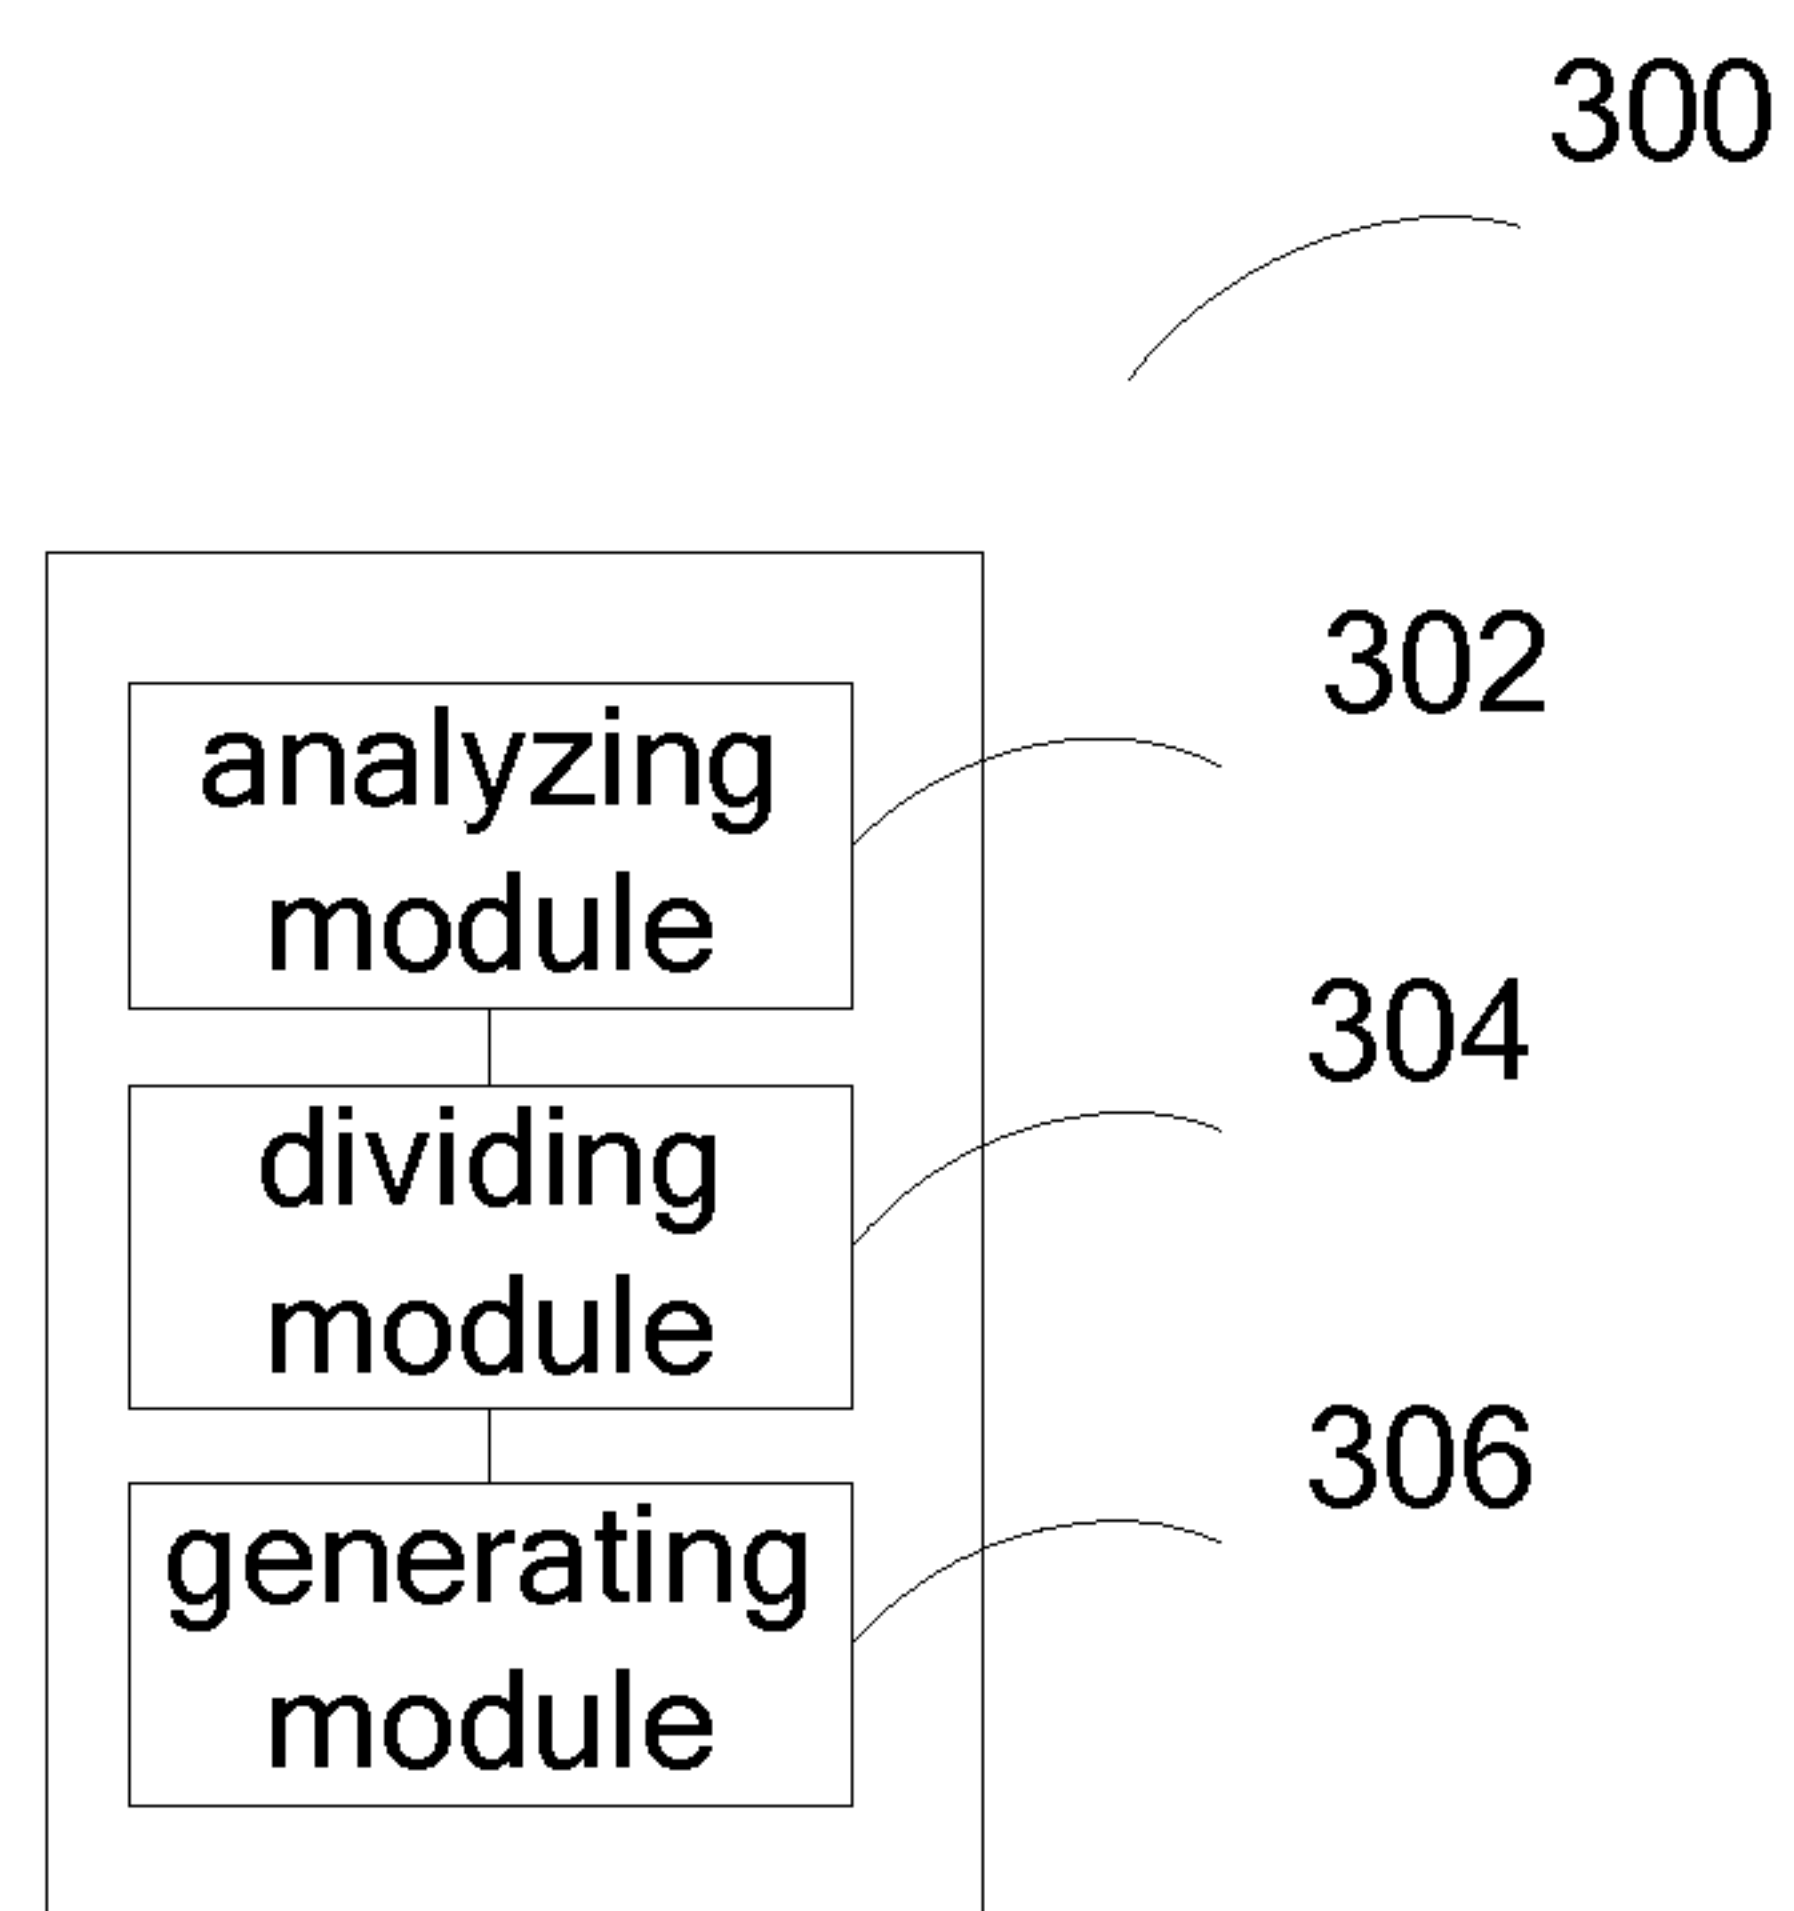 300
302
analyzing
module
304
dividing
module
306
generating
module